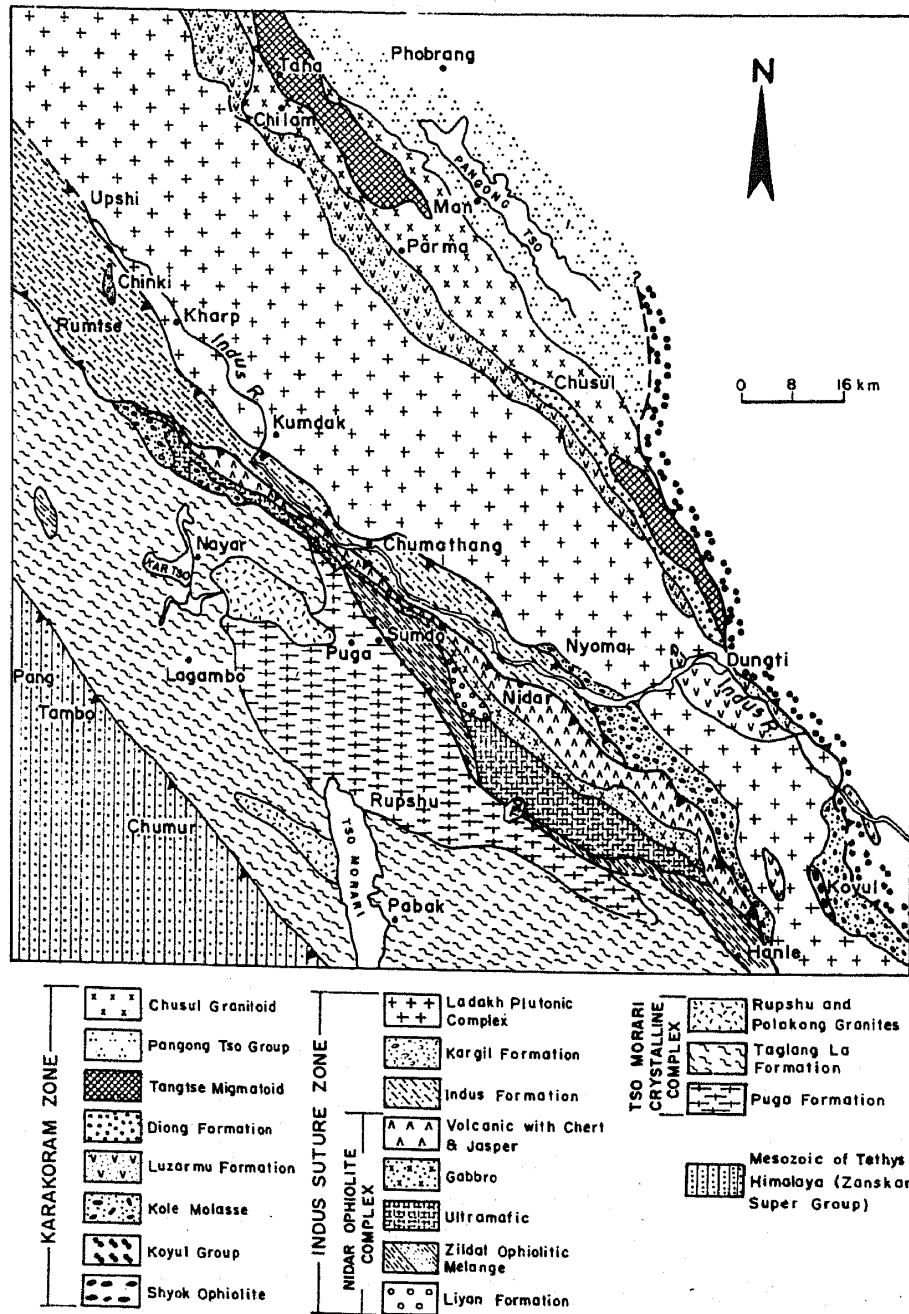 Phobrang
N
Taha
Chilam
PANGONG TSO
Man
Upshi
Parma
Chinki
Kharp
Rumtse
Indus R.
Chusul
0 8 16 km
Kumdak
Chumathang
Nayar
KAR TSO
Sumdo
Puga
Nyoma
Dungti
Lagambo
Nidar
Indus R.
Pang
Tambo
Rupshu
Chumur
TSO MORARI
Koyul
Pabak
Hanle
KARAKORAM ZONE
Chusul Granitoid
Pangong Tso Group
Tangtse Migmatoid
Diong Formation
Luzarmu Formation
Kole Molasse
Koyul Group
Shyok Ophiolite
INDUS SUTURE ZONE
Ladakh Plutonic
Complex
Kargil Formation
Indus Formation
NIDAR OPHIOLITE
COMPLEX
Volcanic with Chert
& Jasper
Gabbro
Ultramafic
Zildat Ophiolitic
Melange
Liyan Formation
TSO MORARI
CRYSTALLINE
COMPLEX
Rupshu and
Polakong Granites
Taglang La
Formation
Puga Formation
Mesozoic of Tethys
Himalaya (Zanskar
Super Group)